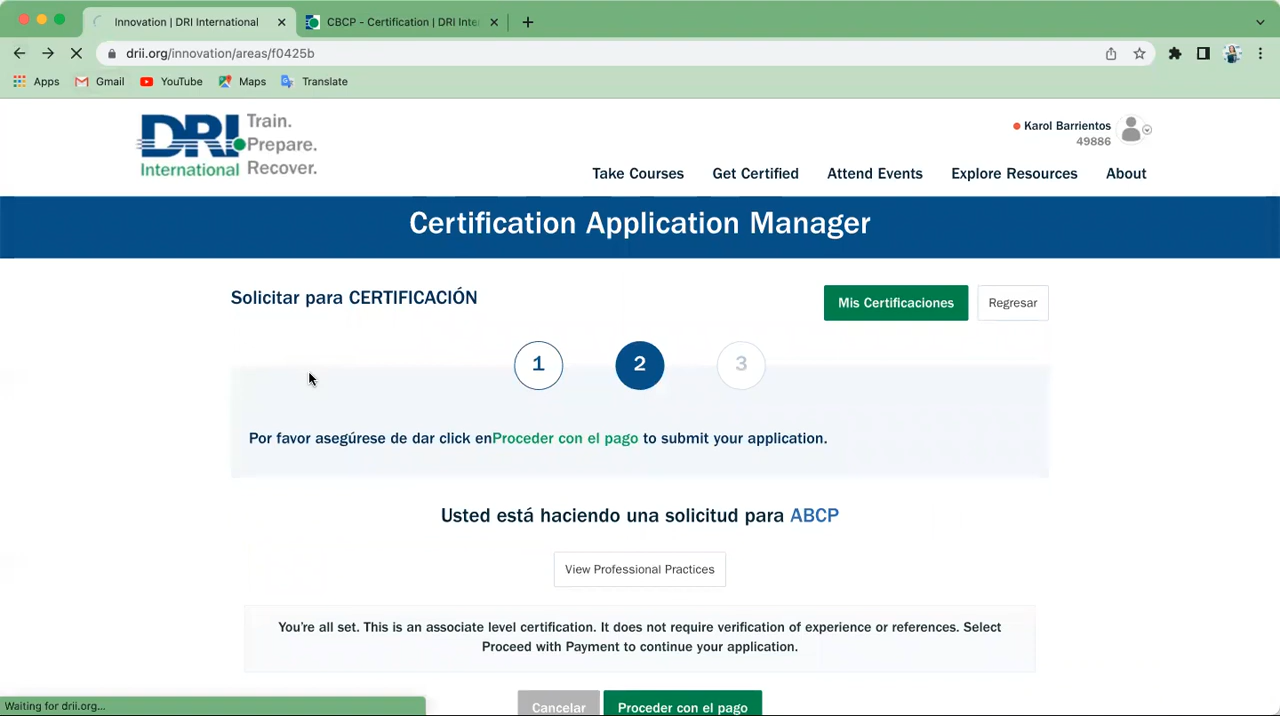 Innovation | DRI International
CBCP - Certification | DRI Inte
drii.org/innovation/areas/f0425b
Apps Gmail YouTube Maps Translate
DRI
International
Train.
Prepare.
Recover.
Karol Barrientos
49886
Take Courses Get Certified Attend Events Explore Resources About
Certification Application Manager
Solicitar para CERTIFICACIÓN
Mis Certificaciones Regresar
1 2 3
Por favor asegúrese de dar click enProceder con el pago to submit your application.
Usted está haciendo una solicitud para ABCP
View Professional Practices
You're all set. This is an associate level certification. It does not require verification of experience or references. Select
Proceed with Payment to continue your application.
Cancelar Proceder con el pago
Waiting for drii.org...